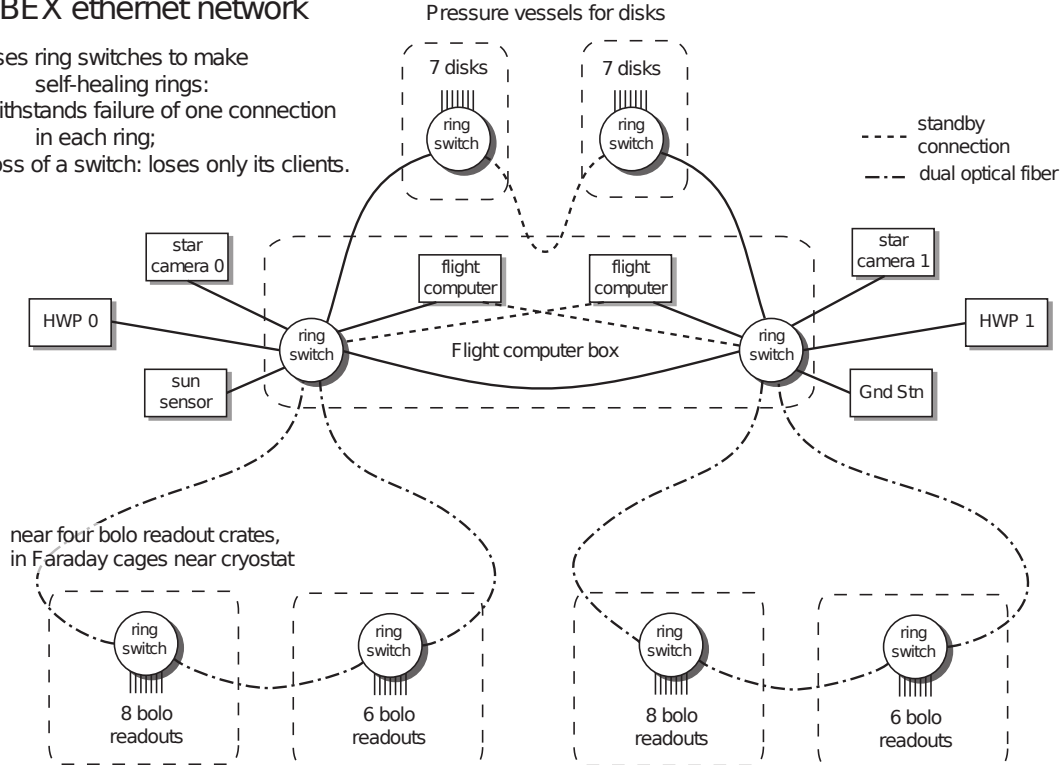 BEX ethernet network
ses ring switches to make
self-healing rings:
ithstands failure of one connection
in each ring;
oss of a switch: loses only its clients.
Pressure vessels for disks
7 disks
7 disks
ring
switch
ring
switch
standby
connection
dual optical fiber
star
camera 0
flight
computer
flight
computer
star
camera 1
HWP 0
ring
switch
Flight computer box
ring
switch
HWP 1
sun
sensor
Gnd Stn
near four bolo readout crates,
in Faraday cages near cryostat
ring
switch
ring
switch
ring
switch
ring
switch
8 bolo
readouts
6 bolo
readouts
8 bolo
readouts
6 bolo
readouts